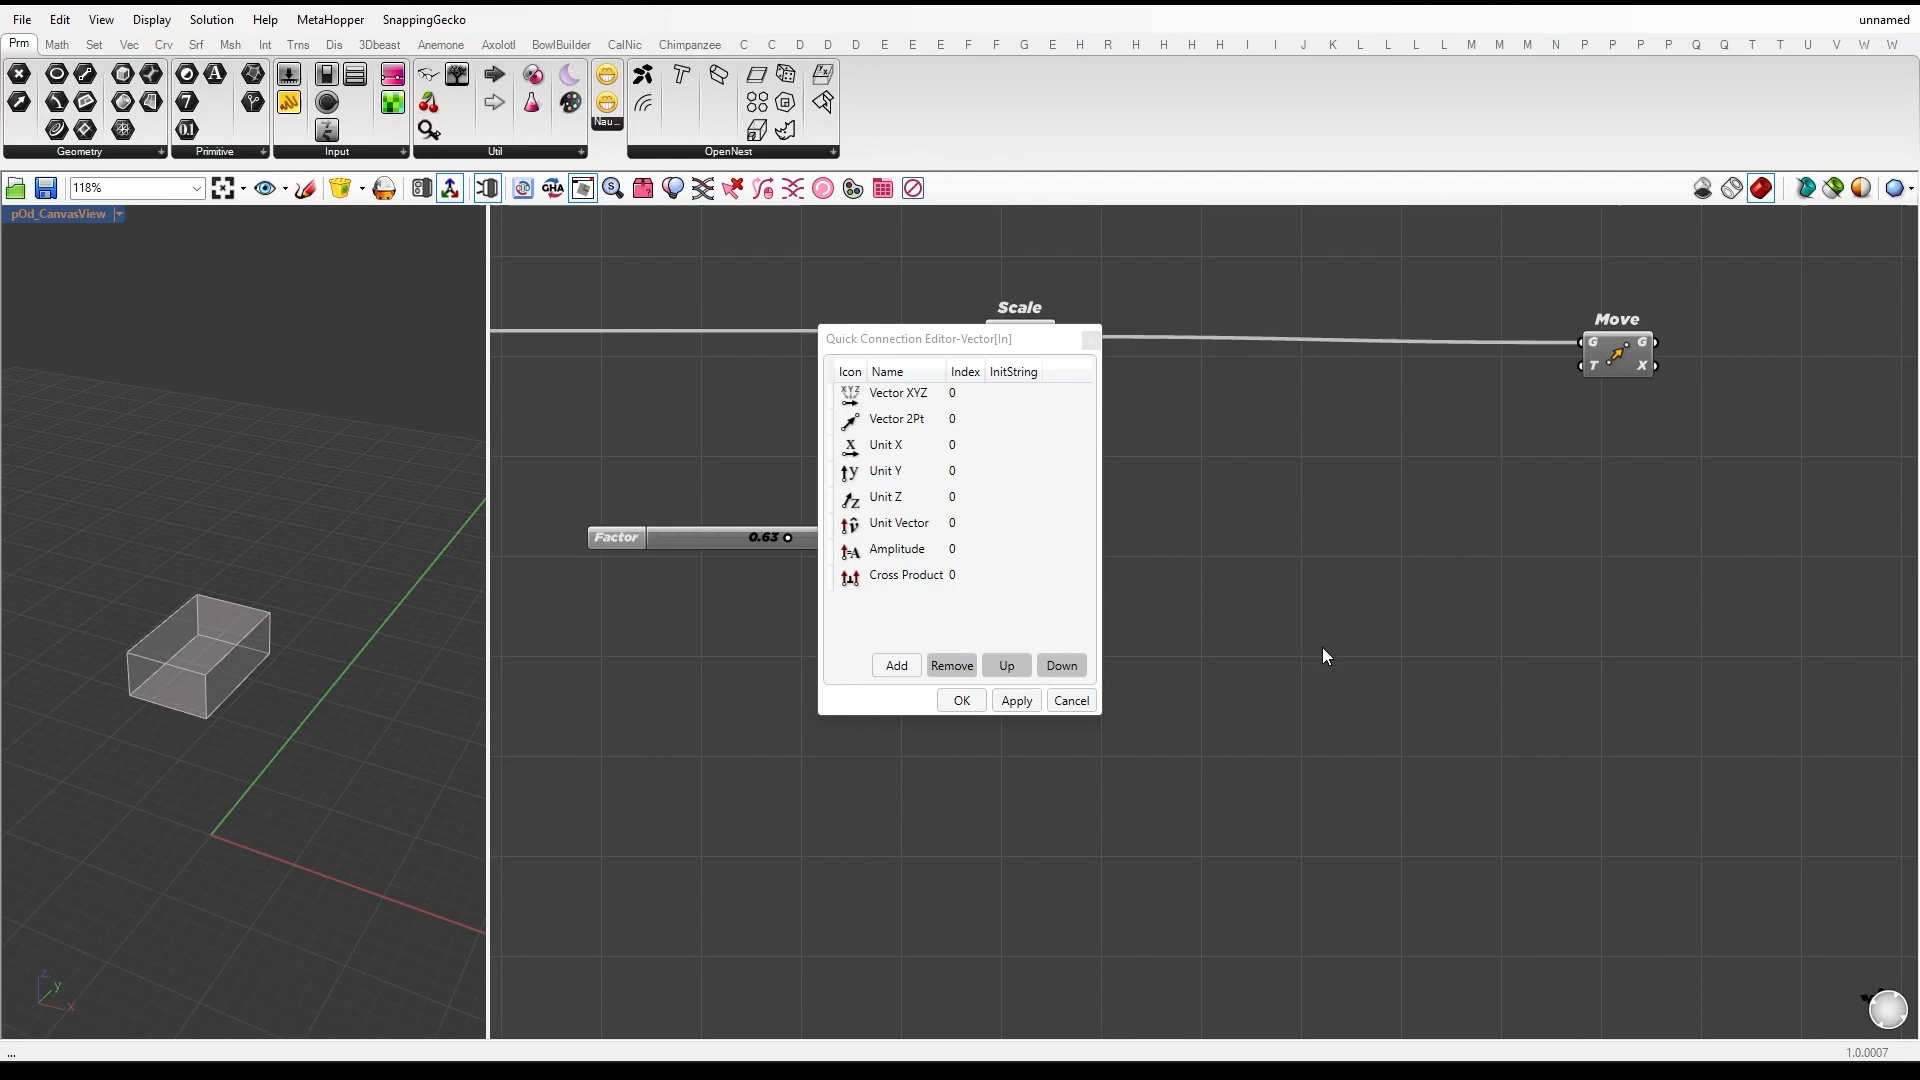 File Edit View Display Solution Help MetaHopper SnappingGecko unnamed
Prm Math Set Vec Crv Srf Msh Int Trns Dis 3Dbeast Anemone Axolotl BowlBuilder CalNic Chimpanzee C C D D D E E E F F G E H R H H H H I I J K L L L L M M M N P P P P Q Q T T U V W W
Nau...
Geometry Primitive Input Util OpenNest
118%
GHA
pOd_CanvasView
Scale
Move
G G
T X
Quick Connection Editor-Vector[In]
Icon Name Index InitString
Vector XYZ 0
Vector 2Pt 0
Unit X 0
Unit Y 0
Unit Z 0
Unit Vector 0
Amplitude 0
Cross Product 0
Factor 0.63
Add Remove Up Down
OK Apply Cancel
z
y
x
... 1.0.0007